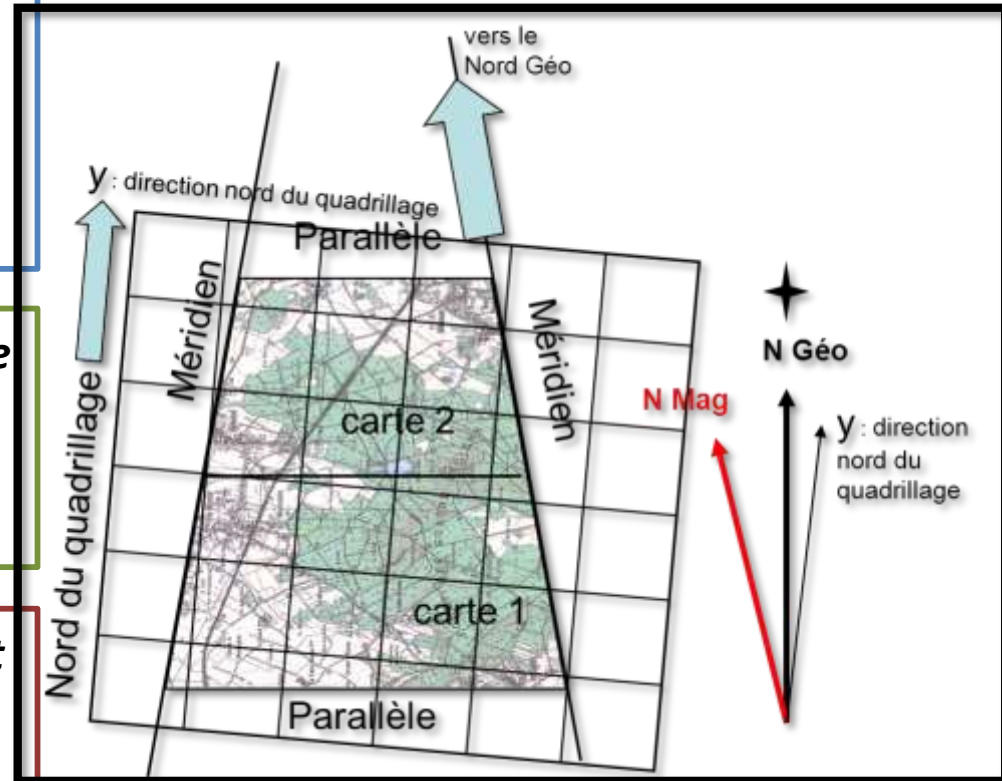 vers le
Nord Géo
y : direction nord du quadrillage
Parallèle
Méridien
Méridien
Nord du quadrillage
carte 2
carte 1
Parallèle
N Géo
N Mag
y : direction
nord du
quadrillage
e
t